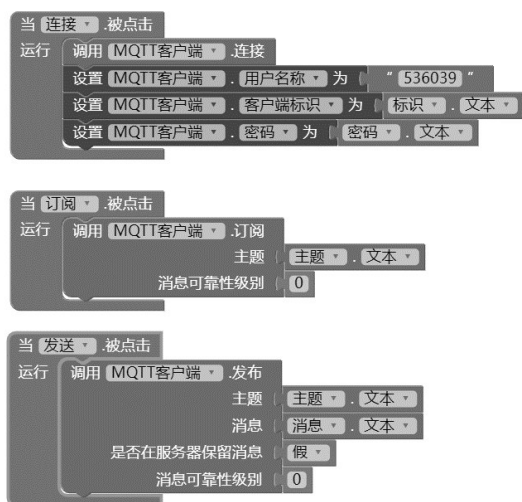 当 连接 .被点击
运行 调用 MQTT客户端 .连接
设置 MQTT客户端 . 用户名称 为 " 536039 "
设置 MQTT客户端 . 客户端标识 为 标识 . 文本
设置 MQTT客户端 . 密码 为 密码 . 文本
当 订阅 .被点击
运行 调用 MQTT客户端 .订阅
主题 主题 . 文本
消息可靠性级别 0
当 发送 .被点击
运行 调用 MQTT客户端 .发布
主题 主题 . 文本
消息 消息 . 文本
是否在服务器保留消息 假
消息可靠性级别 0